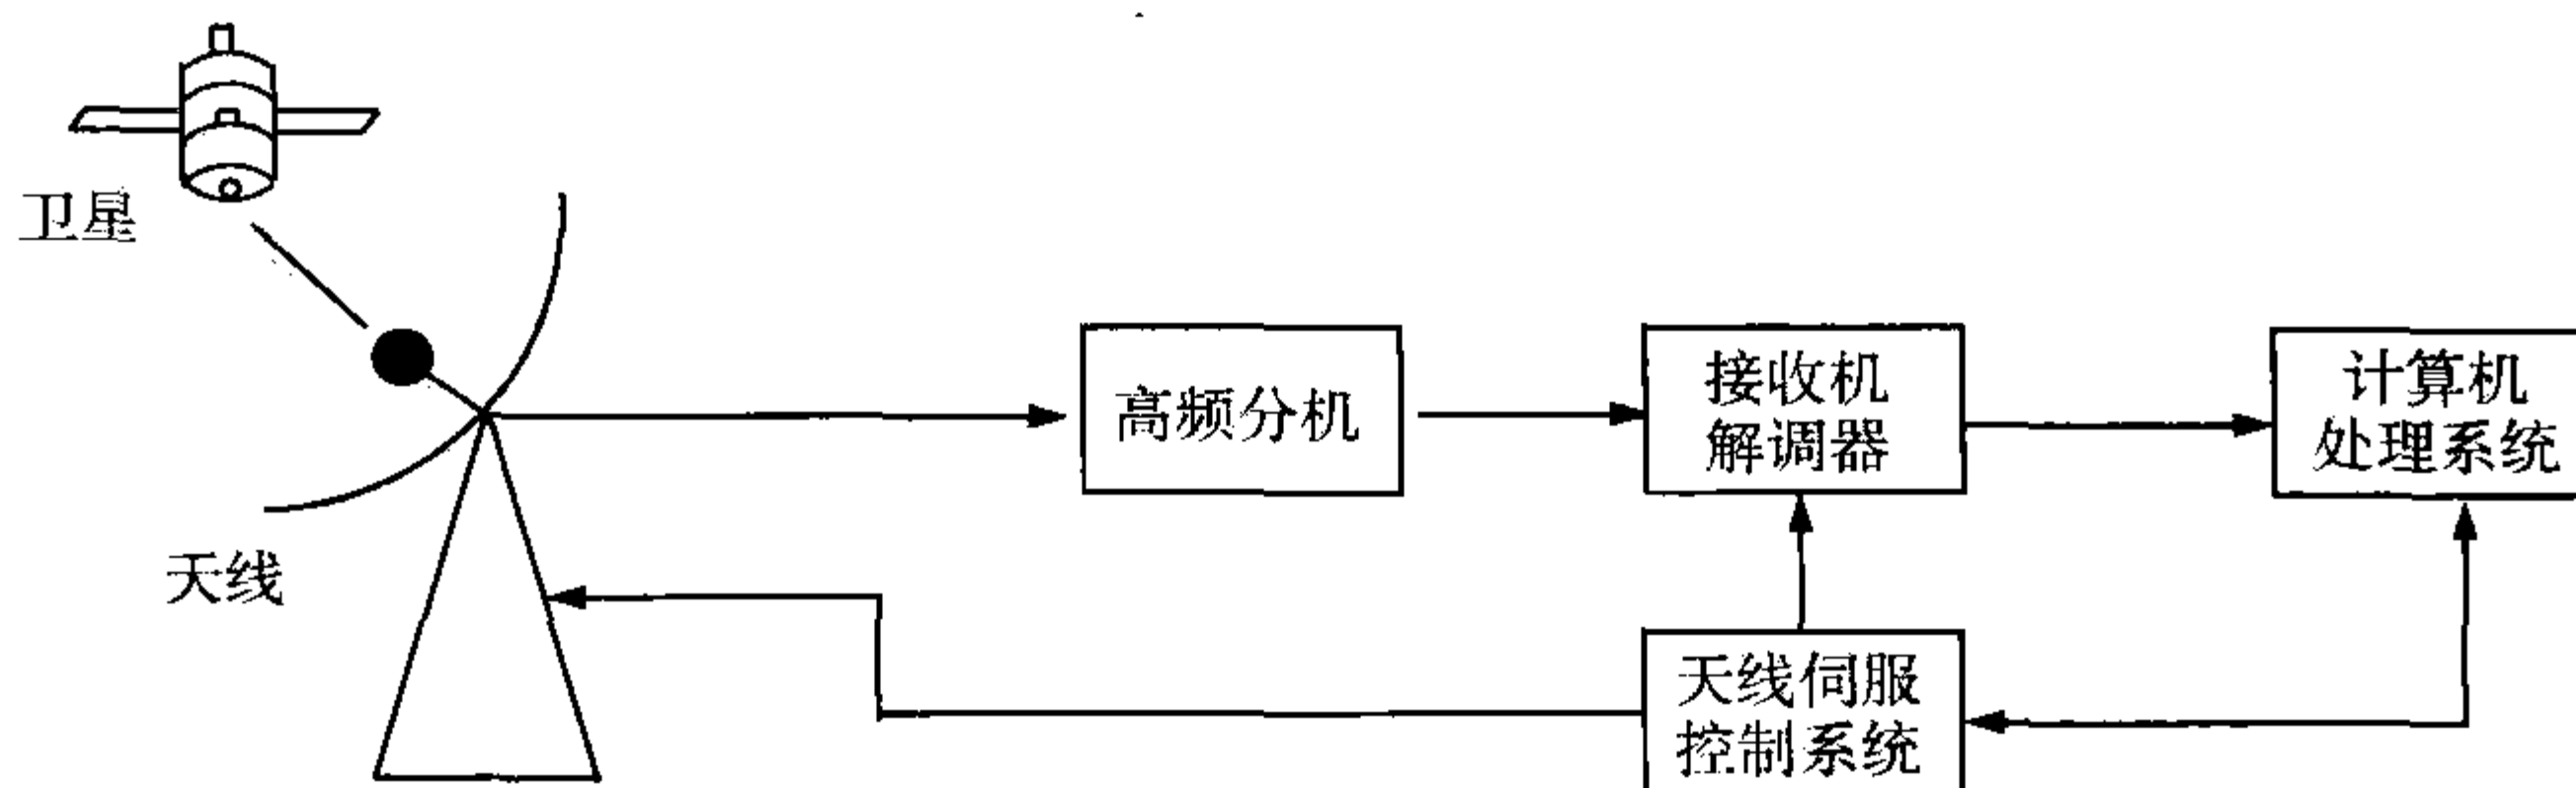 卫星
天线
高频分机
接收机
解调器
计算机
处理系统
天线伺服
控制系统